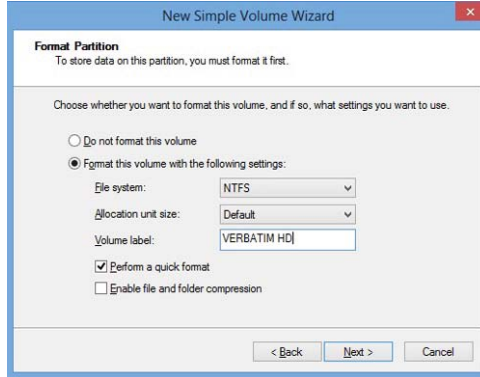 New Simple Volume Wizard
Format Partition
To store data on this partition, you must format it first.
Choose whether you want to format this volume, and if so, what settings you want to use.
Do not format this volume
Format this volume with the following settings:
File system: NTFS
Allocation unit size: Default
Volume label: VERBATIM HD
Perform a quick format
Enable file and folder compression
< Back Next > Cancel